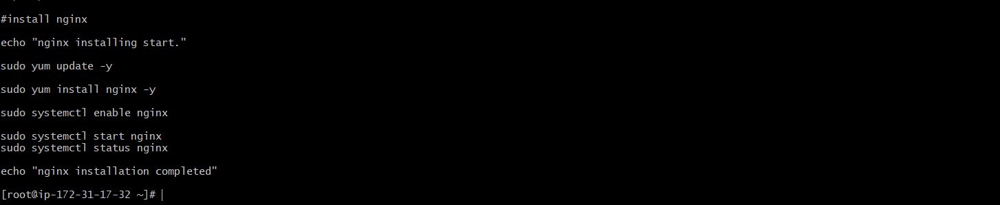 #install nginx
echo "nginx installing start."
sudo yum update -y
sudo yum install nginx -y
sudo systemctl enable nginx
sudo systemctl start nginx
sudo systemctl status nginx
echo "nginx installation completed"
[root@ip-172-31-17-32 ~]#